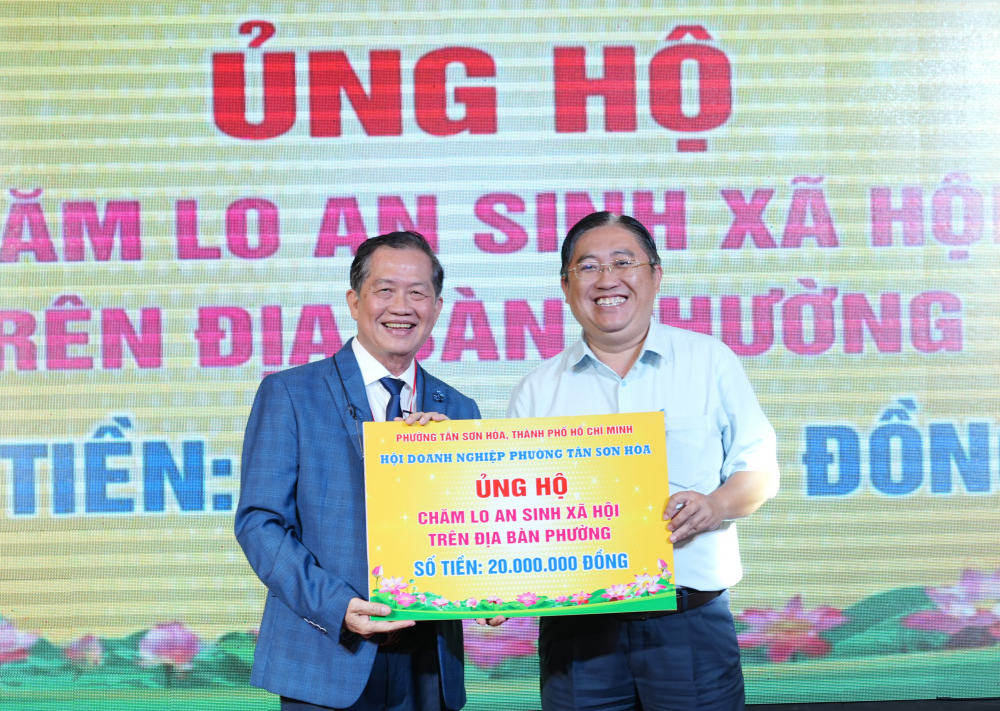 ỦNG HỘ
CHĂM LO AN SINH XÃ HỘI
TRÊN ĐỊA BÀN PHƯỜNG
TIỀN: ĐỒNG
PHƯỜNG TÂN SƠN HÒA, THÀNH PHỐ HỒ CHÍ MINH
HỘI DOANH NGHIỆP PHƯỜNG TÂN SƠN HÒA
ỦNG HỘ
CHĂM LO AN SINH XÃ HỘI
TRÊN ĐỊA BÀN PHƯỜNG
SỐ TIỀN: 20.000.000 ĐỒNG